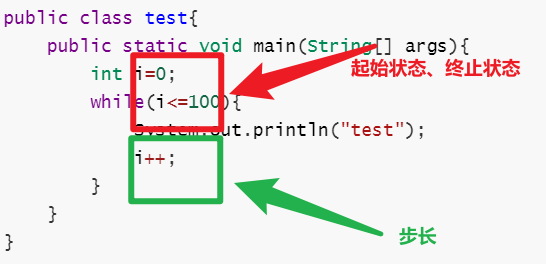 public class test{
public static void main(String[] args){
int i=0;
起始状态、终止状态
while(i<=100){
System.out.println("test");
i++;
}
步长
}
}